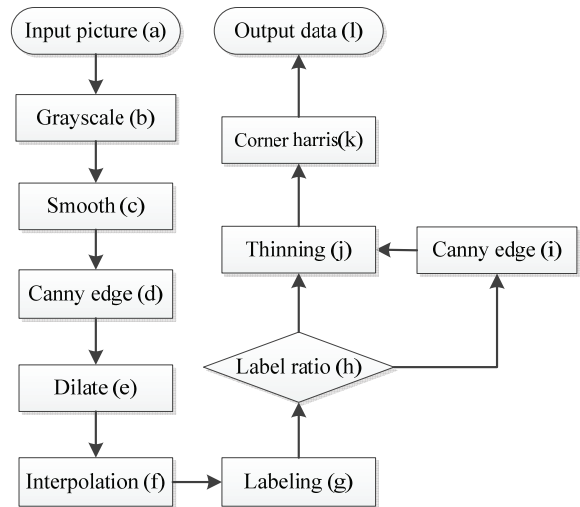 Input picture (a)
Grayscale (b)
Smooth (c)
Canny edge (d)
Dilate (e)
Interpolation (f)
Labeling (g)
Label ratio (h)
Canny edge (i)
Thinning (j)
Corner harris(k)
Output data (l)